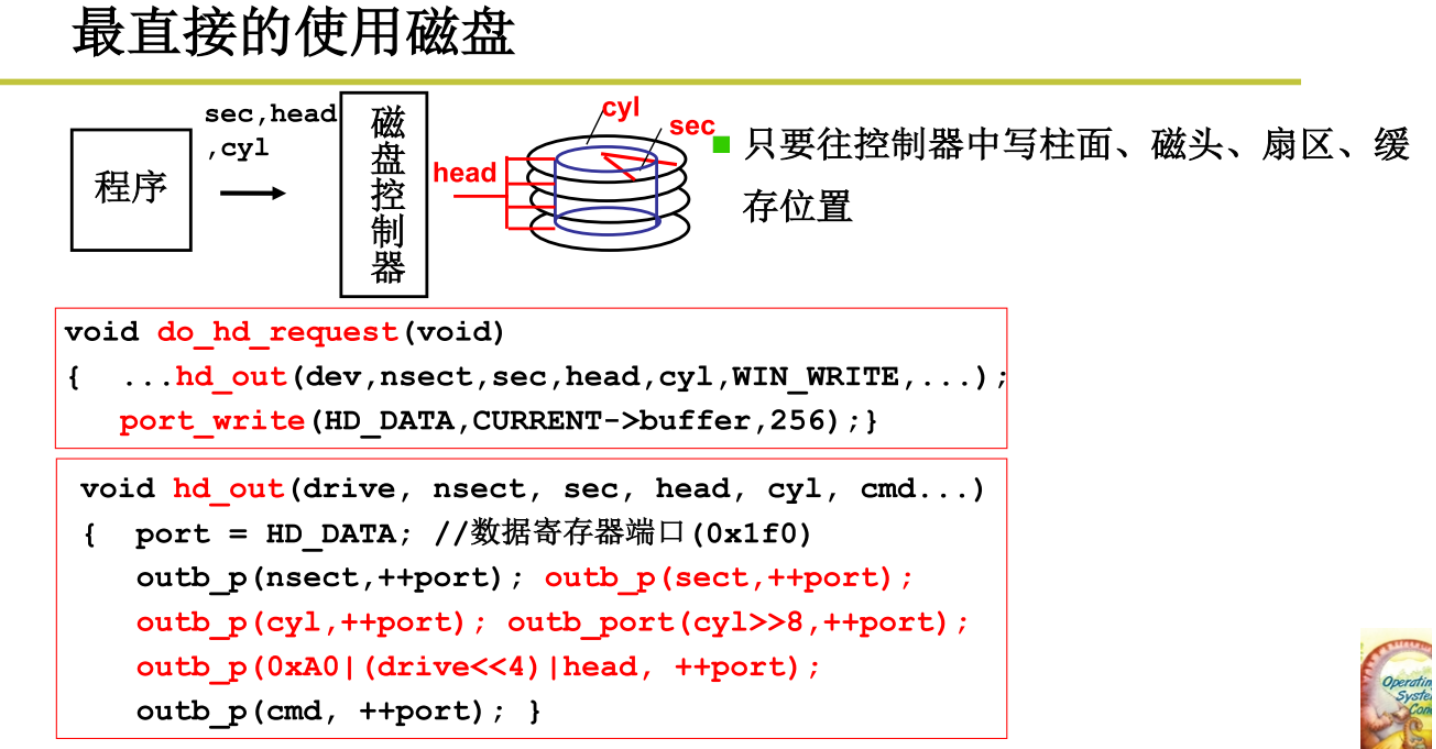 最直接的使用磁盘
程序
sec,head
,cyl
磁盘控制器
head
cyl
sec
只要往控制器中写柱面、磁头、扇区、缓
存位置
void do_hd_request(void)
{ ...hd_out(dev,nsect,sec,head,cyl,WIN_WRITE,...);
port_write(HD_DATA,CURRENT->buffer,256);}
void hd_out(drive, nsect, sec, head, cyl, cmd...)
{ port = HD_DATA; //数据寄存器端口(0x1f0)
outb_p(nsect,++port); outb_p(sect,++port);
outb_p(cyl,++port); outb_port(cyl>>8,++port);
outb_p(0xA0|(drive<<4)|head, ++port);
outb_p(cmd, ++port); }